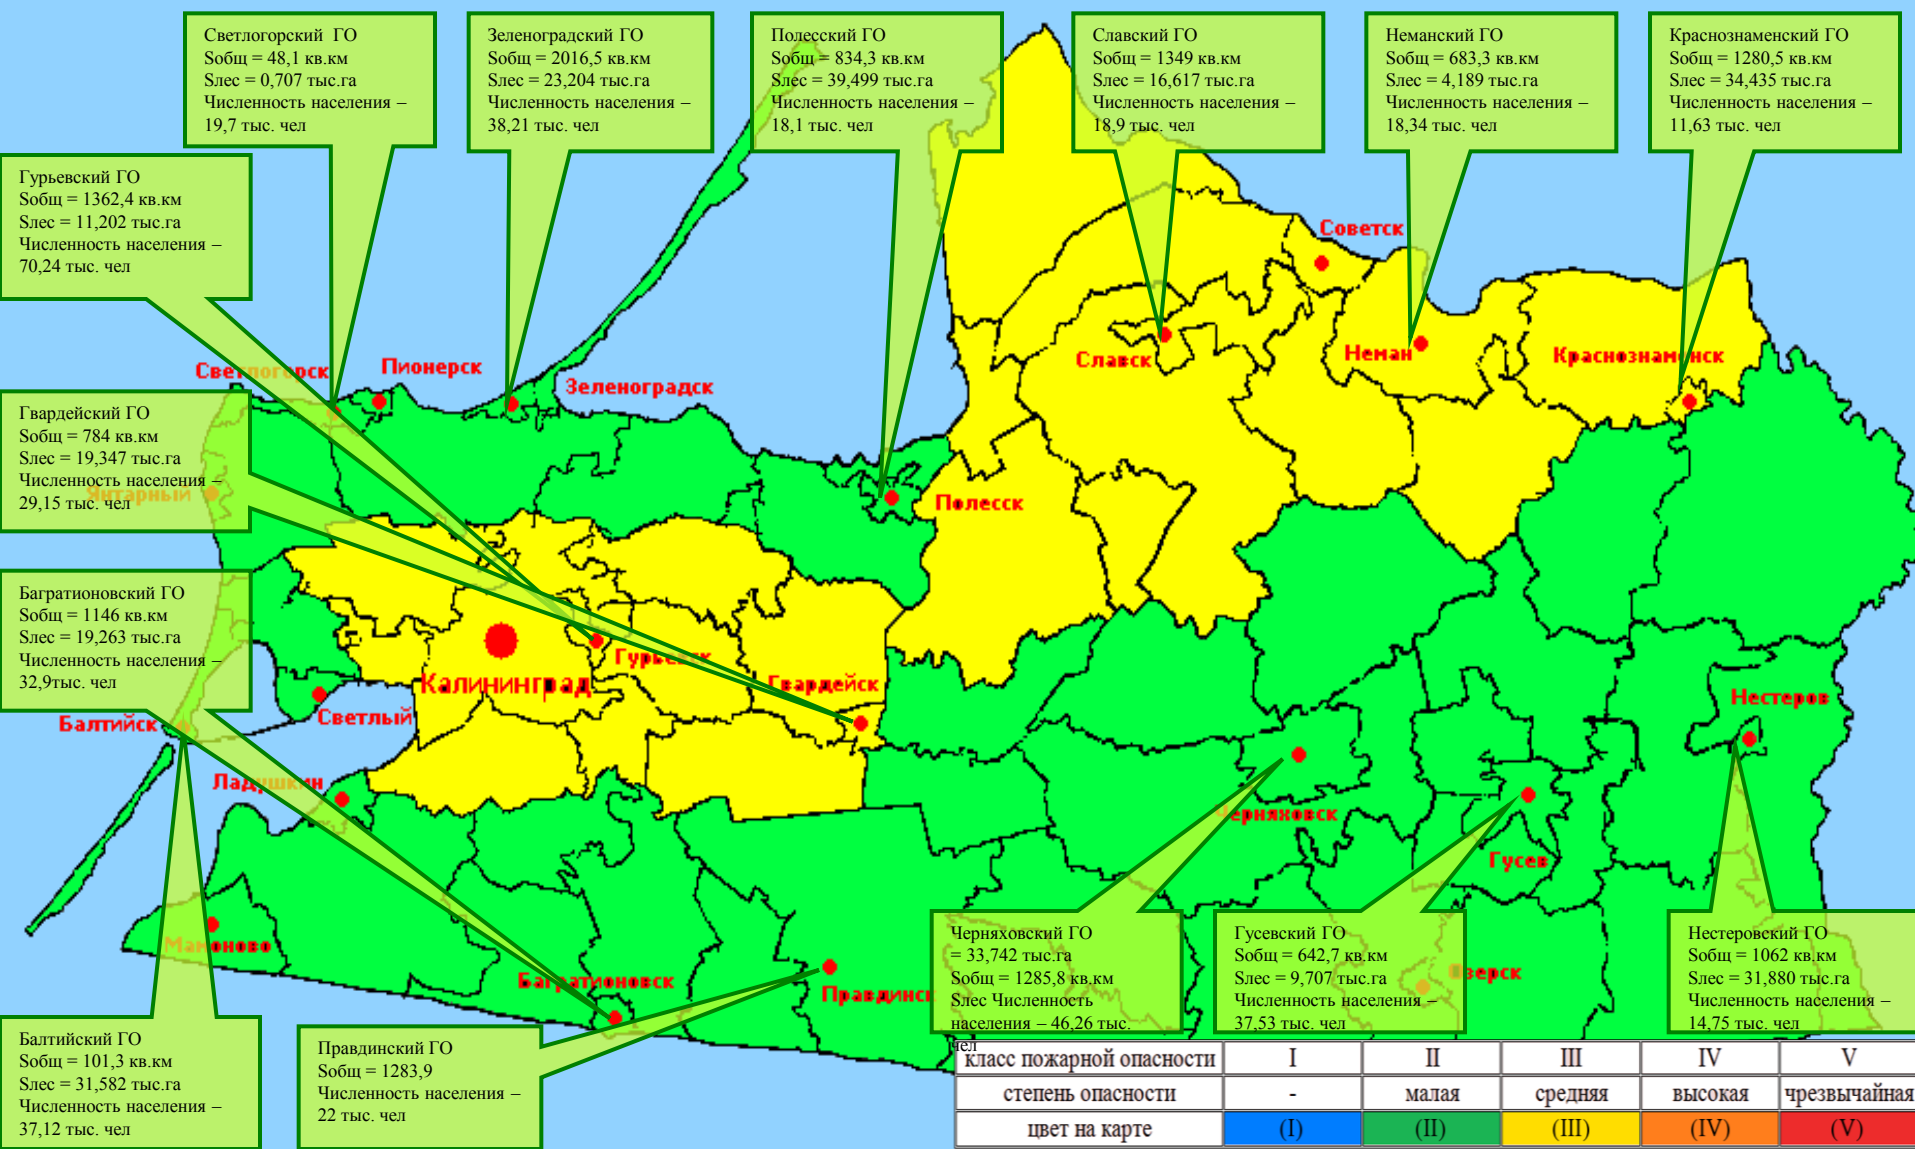 Светлогорский ГО
Sобщ = 48,1 кв.км
Sлес = 0,707 тыс.га
Численность населения –
19,7 тыс. чел
Зеленоградский ГО
Sобщ = 2016,5 кв.км
Sлес = 23,204 тыс.га
Численность населения –
38,21 тыс. чел
Полесский ГО
Sобщ = 834,3 кв.км
Sлес = 39,499 тыс.га
Численность населения –
18,1 тыс. чел
Славский ГО
Sобщ = 1349 кв.км
Sлес = 16,617 тыс.га
Численность населения –
18,9 тыс. чел
Неманский ГО
Sобщ = 683,3 кв.км
Sлес = 4,189 тыс.га
Численность населения –
18,34 тыс. чел
Краснознаменский ГО
Sобщ = 1280,5 кв.км
Sлес = 34,435 тыс.га
Численность населения –
11,63 тыс. чел
Гурьевский ГО
Sобщ = 1362,4 кв.км
Sлес = 11,202 тыс.га
Численность населения –
70,24 тыс. чел
Советск
Славск
Неман
Краснознаменск
Светлогорск
Пионерск
Зеленоградск
Гвардейский ГО
Sобщ = 784 кв.км
Sлес = 19,347 тыс.га
Численность населения –
29,15 тыс. чел
Янтарный
Полесск
Багратионовский ГО
Sобщ = 1146 кв.км
Sлес = 19,263 тыс.га
Численность населения –
32,9тыс. чел
Гурьевск
Калининград
Гвардейск
Нестеров
Балтийск
Светлый
Ладушкин
Черняховск
Гусев
Мамоново
Багратионовск
Правдинск
Озерск
Черняховский ГО
= 33,742 тыс.га
Sобщ = 1285,8 кв.км
Sлес Численность
населения – 46,26 тыс.
чел
Гусевский ГО
Sобщ = 642,7 кв.км
Sлес = 9,707 тыс.га
Численность населения –
37,53 тыс. чел
Нестеровский ГО
Sобщ = 1062 кв.км
Sлес = 31,880 тыс.га
Численность населения –
14,75 тыс. чел
Балтийский ГО
Sобщ = 101,3 кв.км
Sлес = 31,582 тыс.га
Численность населения –
37,12 тыс. чел
Правдинский ГО
Sобщ = 1283,9
Численность населения –
22 тыс. чел
класс пожарной опасности I II III IV V
степень опасности - малая средняя высокая чрезвычайная
цвет на карте (I) (II) (III) (IV) (V)